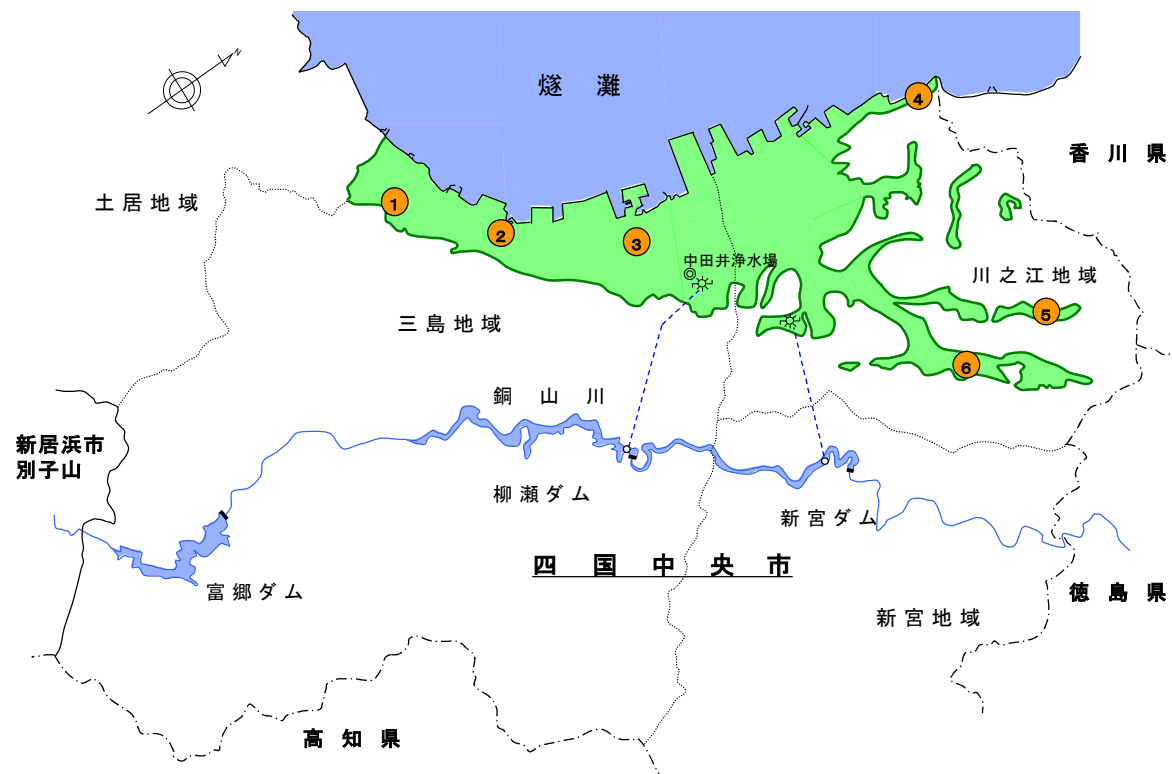 N
燧灘
4
香川県
土居地域
1
2
3
中田井浄水場
川之江地域
5
三島地域
6
銅山川
新居浜市
別子山
柳瀬ダム
新宮ダム
四国中央市
富郷ダム
徳島県
新宮地域
高知県